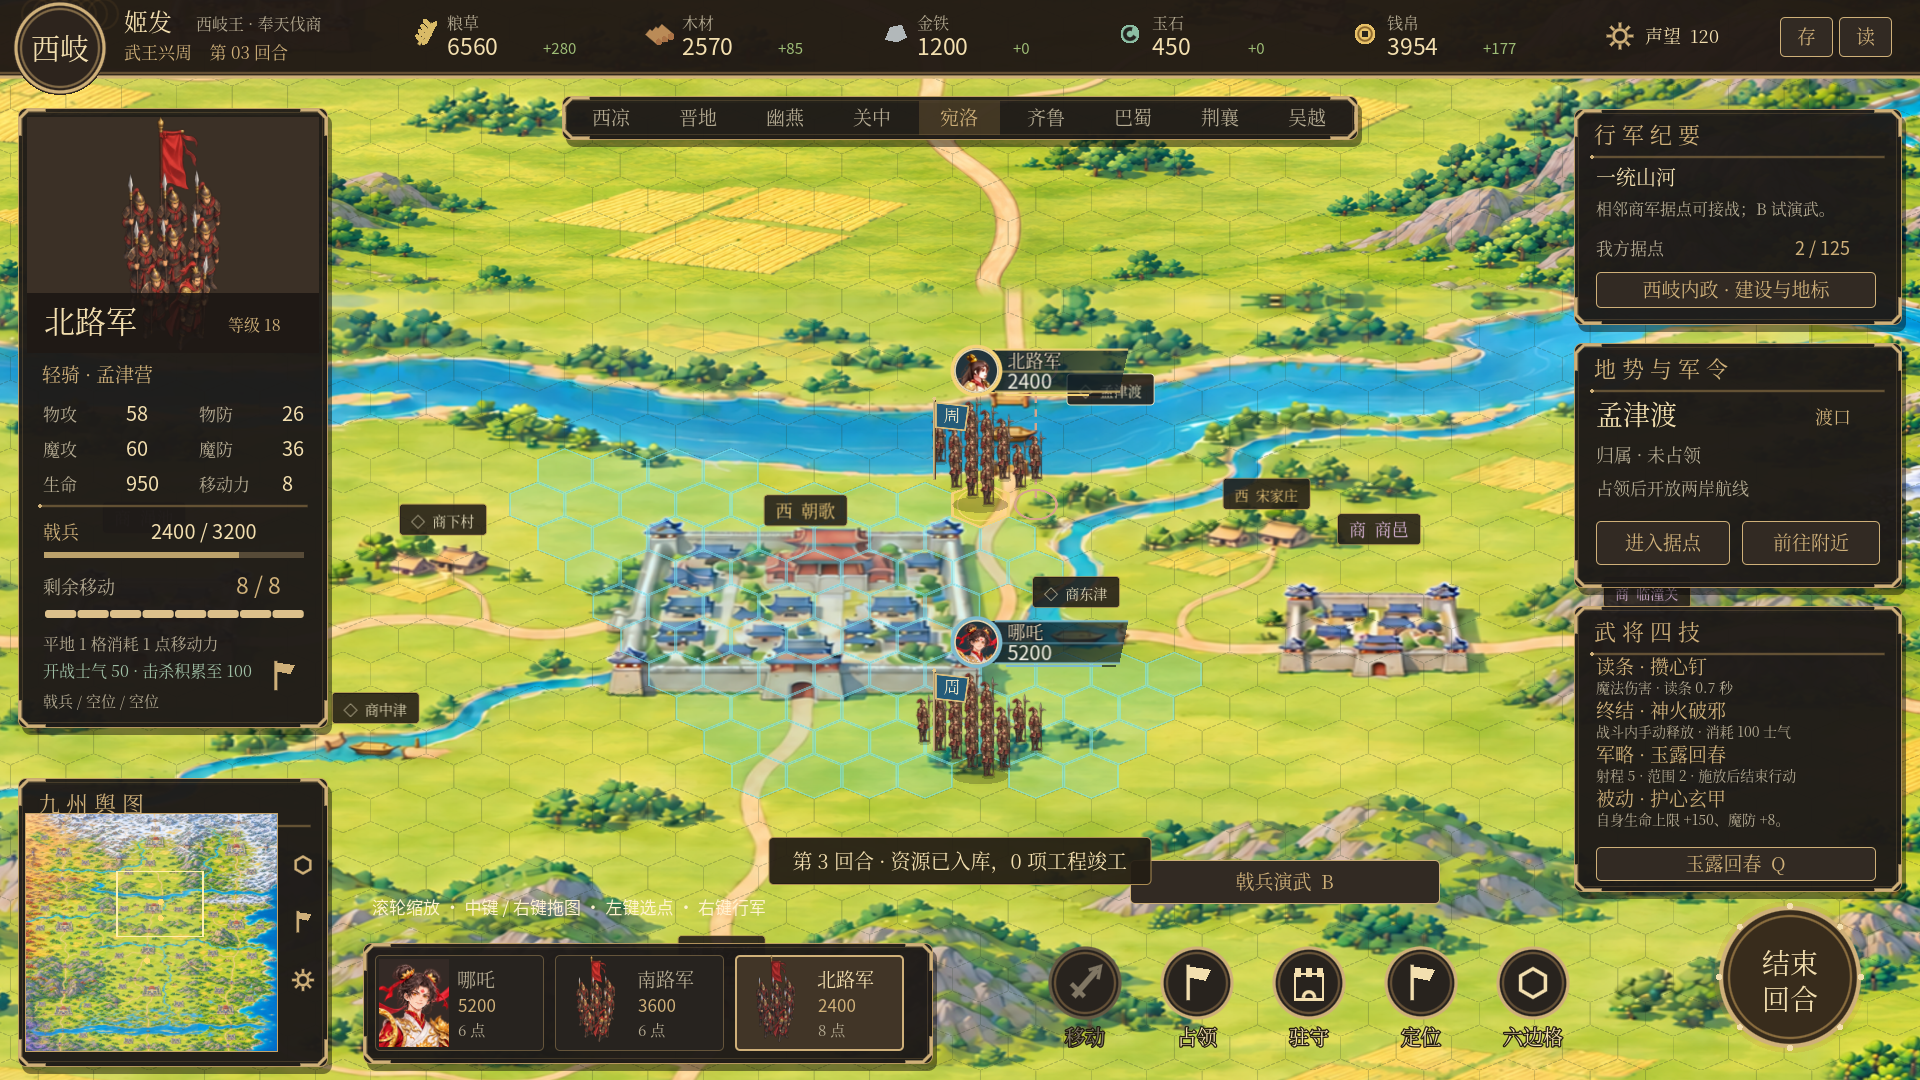 西岐
姬发 西岐王 · 奉天伐商
武王兴周 第 03 回合
粮草
6560 +280
木材
2570 +85
金铁
1200 +0
玉石
450 +0
钱帛
3954 +177
声望 120
存 读
西凉 晋地 幽燕 关中 宛洛 齐鲁 巴蜀 荆襄 吴越
北路军 等级 18
轻骑 · 孟津营
物攻 58 物防 26
魔攻 60 魔防 36
生命 950 移动力 8
戟兵 2400 / 3200
剩余移动 8 / 8
平地 1 格消耗 1 点移动力
开战士气 50 · 击杀积累至 100
戟兵 / 空位 / 空位
九州舆图
行军纪要
一统山河
相邻商军据点可接战；B 试演武。
我方据点 2 / 125
西岐内政 · 建设与地标
地势与军令
孟津渡 渡口
归属 · 未占领
占领后开放两岸航线
进入据点 前往附近
商 临潼关
武将四技
读条 · 攒心钉
魔法伤害 · 读条 0.7 秒
终结 · 神火破邪
战斗内手动释放 · 消耗 100 士气
军略 · 玉露回春
射程 5 · 范围 2 · 施放后结束行动
被动 · 护心玄甲
自身生命上限 +150、魔防 +8。
玉露回春 Q
北路军
2400
孟津渡
周
西 朝歌
西 宋家庄
商 商邑
商下村
商东津
哪吒
5200
周
商中津
第 3 回合 · 资源已入库，0 项工程竣工
戟兵演武 B
滚轮缩放 · 中键 / 右键拖图 · 左键选点 · 右键行军
哪吒
5200
6 点
南路军
3600
6 点
北路军
2400
8 点
移动 占领 驻守 定位 六边格
结束
回合